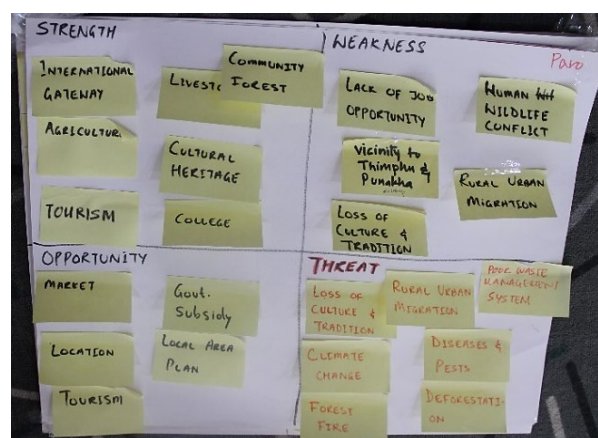 STRENGTH
INTERNATIONAL
GATEWAY
LIVESTO
COMMUNITY
FOREST
AGRICULTUR
CULTURAL
HERITAGE
TOURISM
COLLEGE
WEAKNESS
Paro
LACK OF JOB
OPPORTUNITY
HUMAN
WILDLIFE
CONFLICT
vicinity to
Thimphu &
Punakha
RURAL URBAN
MIGRATION
LOSS OF
CULTURE &
TRADITION
OPPORTUNITY
MARKET
Govt.
Subsidy
LOCATION
LOCAL AREA
PLAN
TOURISM
THREAT
LOSS OF
CULTURE &
TRADITION
RURAL URBAN
MIGRATION
POOR WASTE
MANAGEMENT
SYSTEM
CLIMATE
CHANGE
DISEASES &
PESTS
FOREST
FIRE
DEFORESTATI-
ON